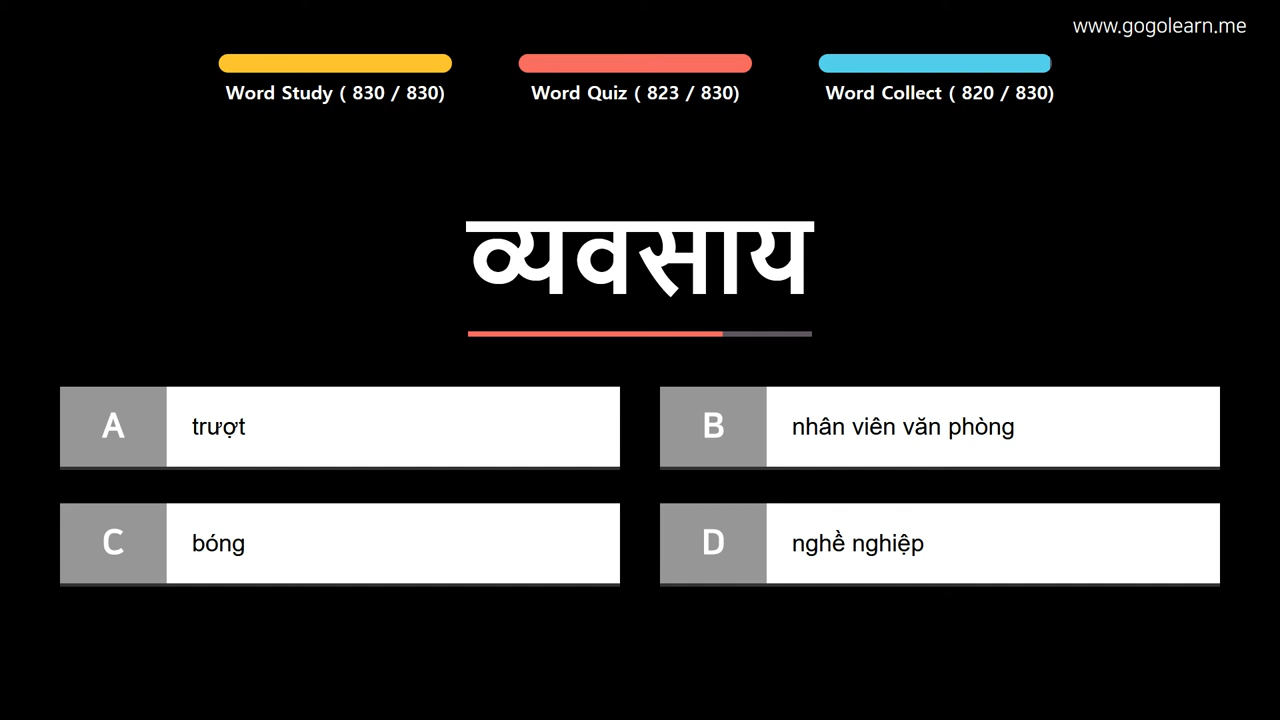 www.gogolearn.me
Word Study ( 830 / 830)
Word Quiz ( 823 / 830)
Word Collect ( 820 / 830)
व्यवसाय
A
trượt
B
nhân viên văn phòng
C
bóng
D
nghề nghiệp